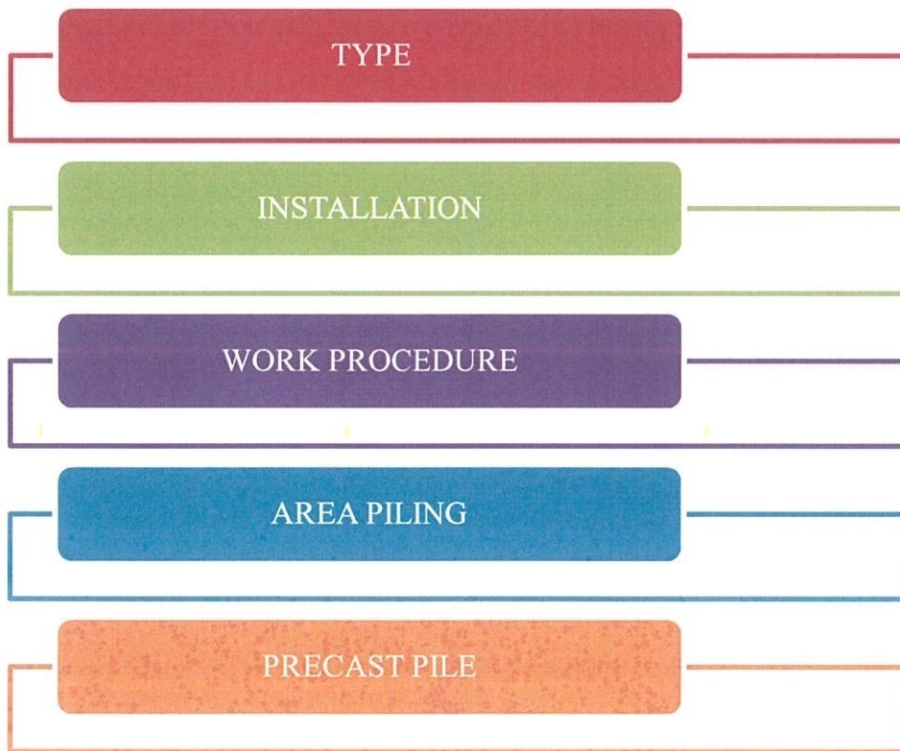 TYPE
INSTALLATION
WORK PROCEDURE
AREA PILING
PRECAST PILE